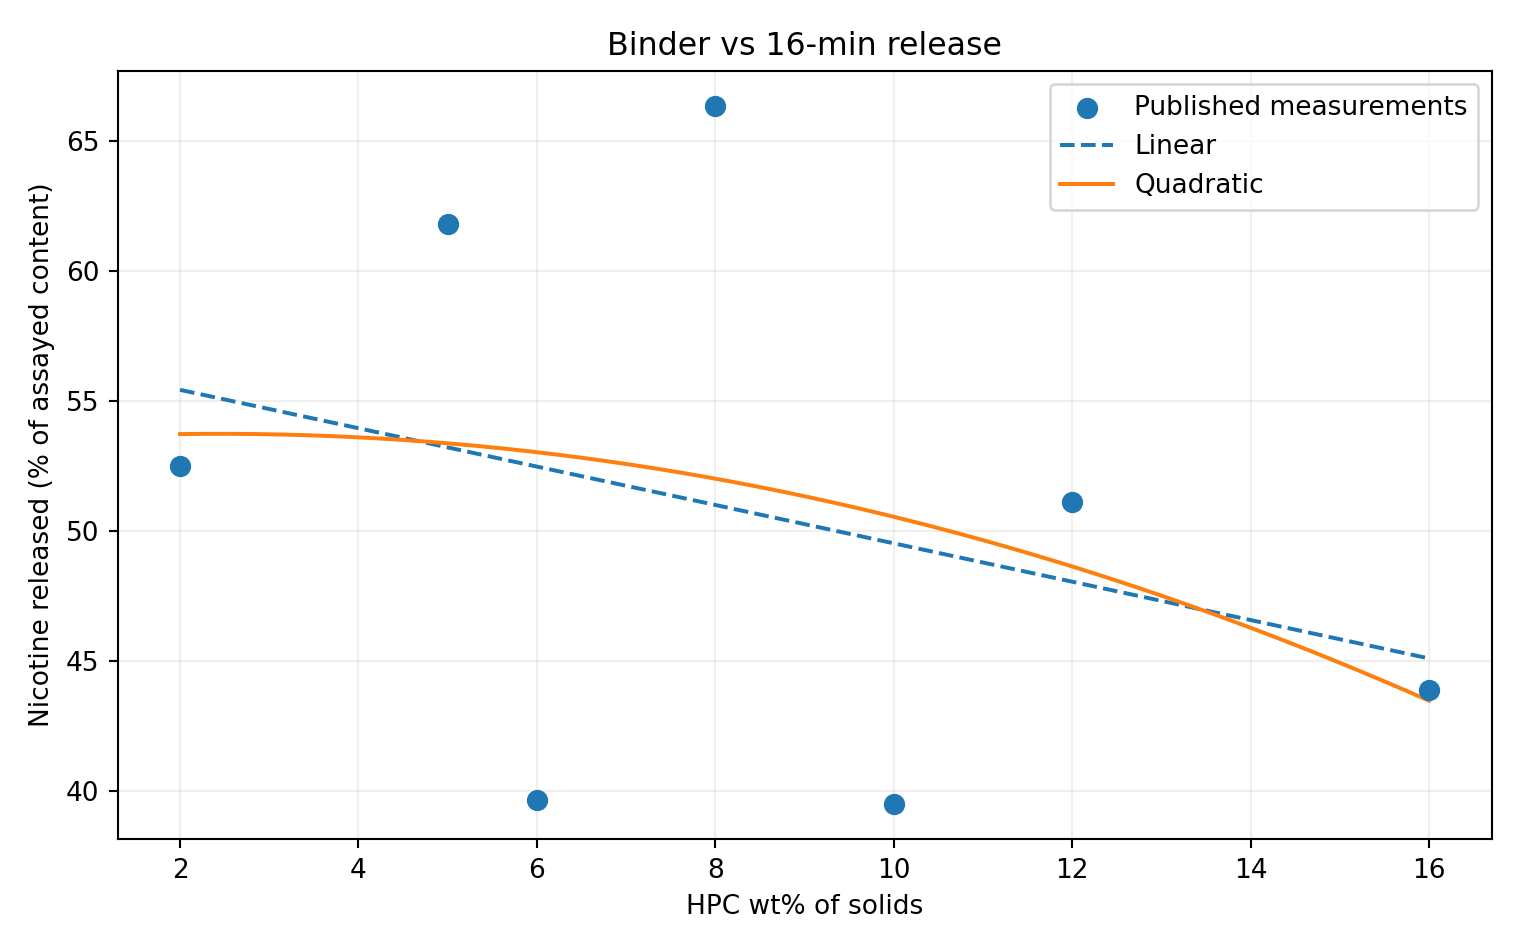 Binder vs 16-min release
Published measurements
Linear
Quadratic
Nicotine released (% of assayed content)
65
60
55
50
45
40
2 4 6 8 10 12 14 16
HPC wt% of solids